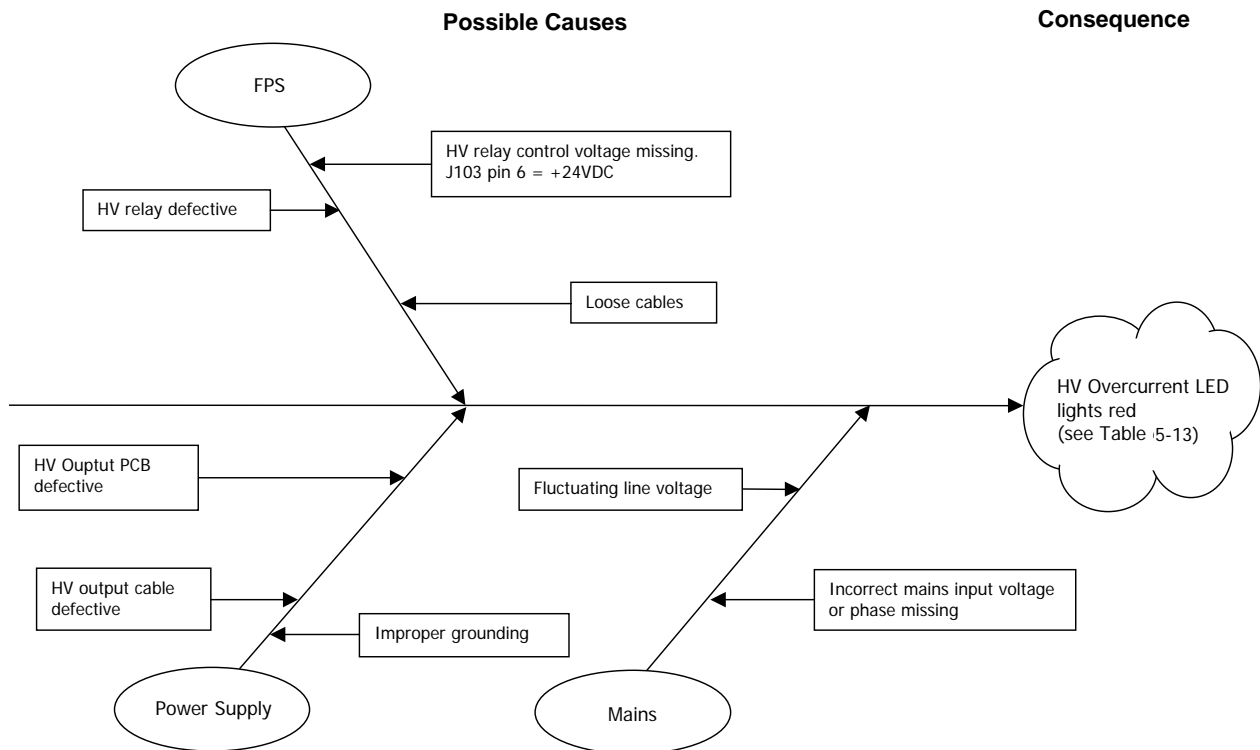 Possible Causes
Consequence
FPS
HV relay control voltage missing.
J103 pin 6 = +24VDC
HV relay defective
Loose cables
HV Overcurrent LED
lights red
(see Table 5-13)
HV Ouptut PCB
defective
Fluctuating line voltage
HV output cable
defective
Incorrect mains input voltage
or phase missing
Improper grounding
Power Supply
Mains